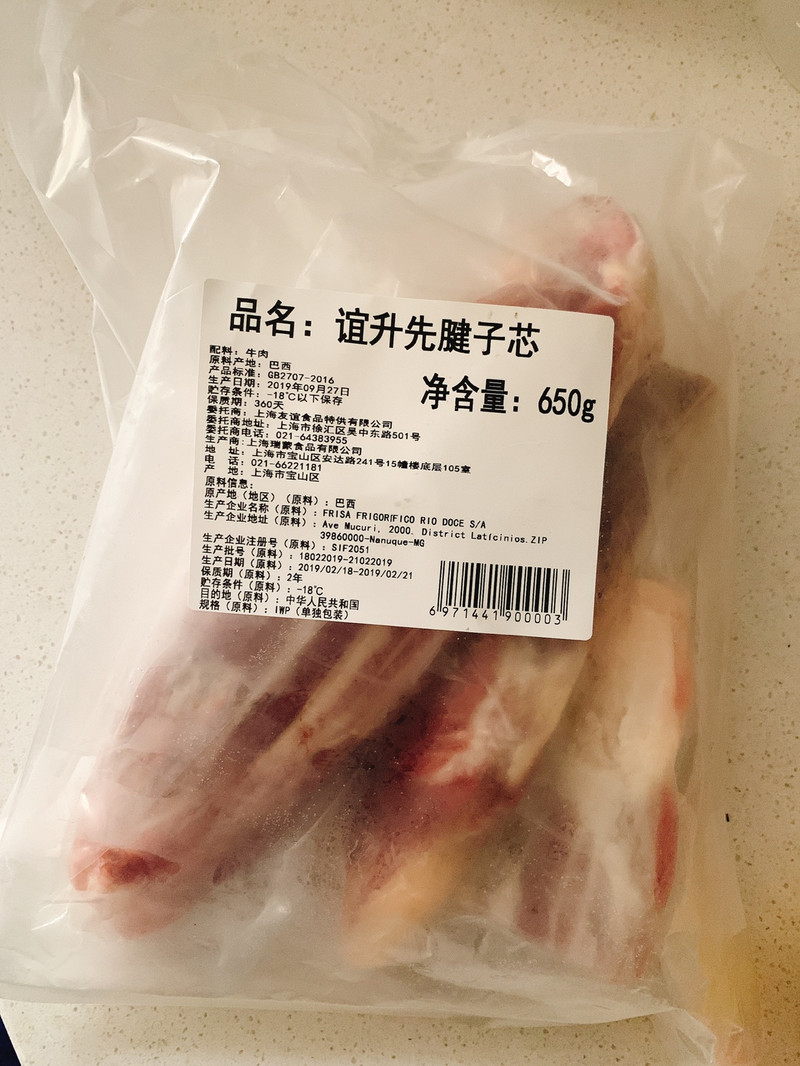 品名：谊升先腱子芯
配料：牛肉
原料产地：巴西
产品标准：GB2707-2016
生产日期：2019年09月27日
贮存条件：-18℃以下保存
保质期：360天
净含量：650g
委托商：上海友谊食品特供有限公司
委托商地址：上海市徐汇区吴中东路501号
委托商电话：021-64383955
生产商：上海瑞蒙食品有限公司
地 址：上海市宝山区安达路241号15幢楼底层105室
电 话：021-66221181
产 地：上海市宝山区
原料信息：
原产地（地区）（原料）：巴西
生产企业名称（原料）：FRISA FRIGORÍFICO RIO DOCE S/A
生产企业地址（原料）：Ave Mucuri, 2000. District Latícinios.ZIP
39860000-Nanuque-MG
生产企业注册号（原料）：SIF2051
生产批号（原料）：18022019-21022019
生产日期（原料）：2019/02/18-2019/02/21
保质期（原料）：2年
贮存条件（原料）：-18℃
目的地（原料）：中华人民共和国
规格（原料）：IWP（单独包装）
6 971441 900003